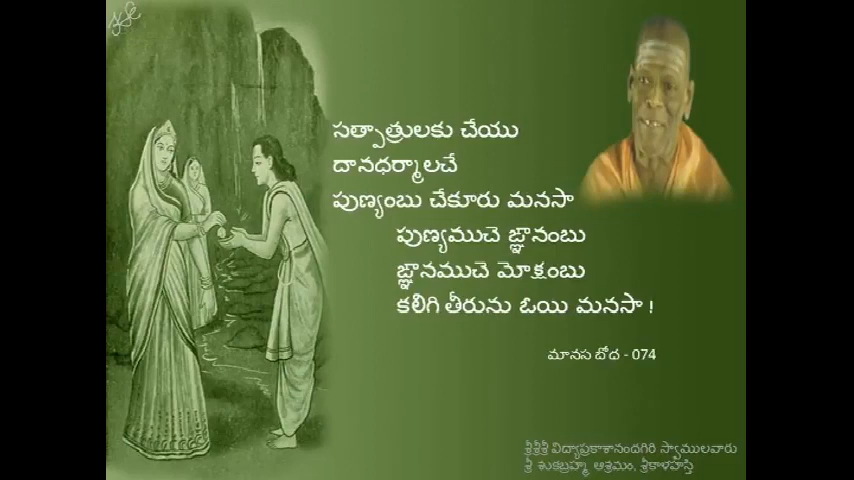 సత్పాత్రులకు చేయు
దానధర్మాలచే
పుణ్యంబు చేకూరు మనసా
పుణ్యముచె ఙ్ఞానంబు
ఙ్ఞానముచె మోక్షంబు
కలిగి తీరును ఓయి మనసా !
మానస బోధ - 074
శ్రీశ్రీశ్రీ విద్యాప్రకాశానందగిరి స్వాములవారు
శ్రీ శుకబ్రహ్మ ఆశ్రమం, శ్రీకాళహస్తి